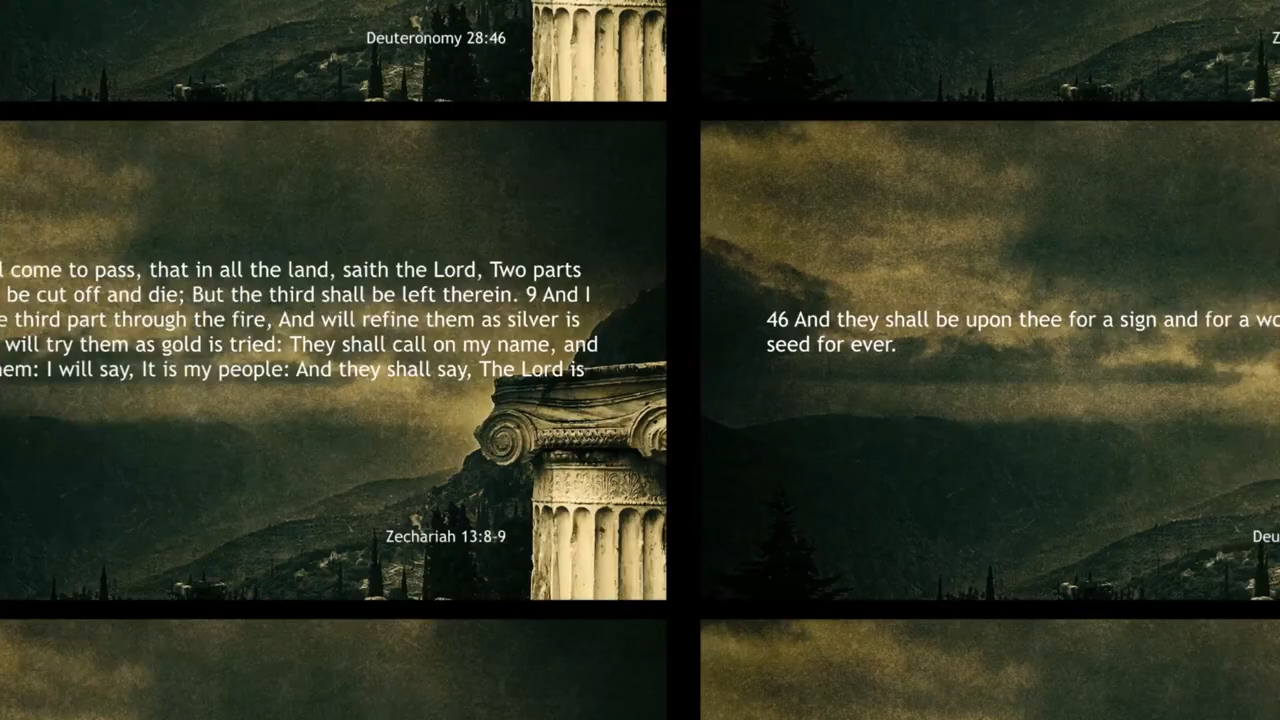 Deuteronomy 28:46
come to pass, that in all the land, saith the Lord, Two parts
be cut off and die; But the third shall be left therein. 9 And I
third part through the fire, And will refine them as silver is
will try them as gold is tried: They shall call on my name, and
I will say, It is my people: And they shall say, The Lord is
Zechariah 13:8-9
46 And they shall be upon thee for a sign and for a
seed for ever.